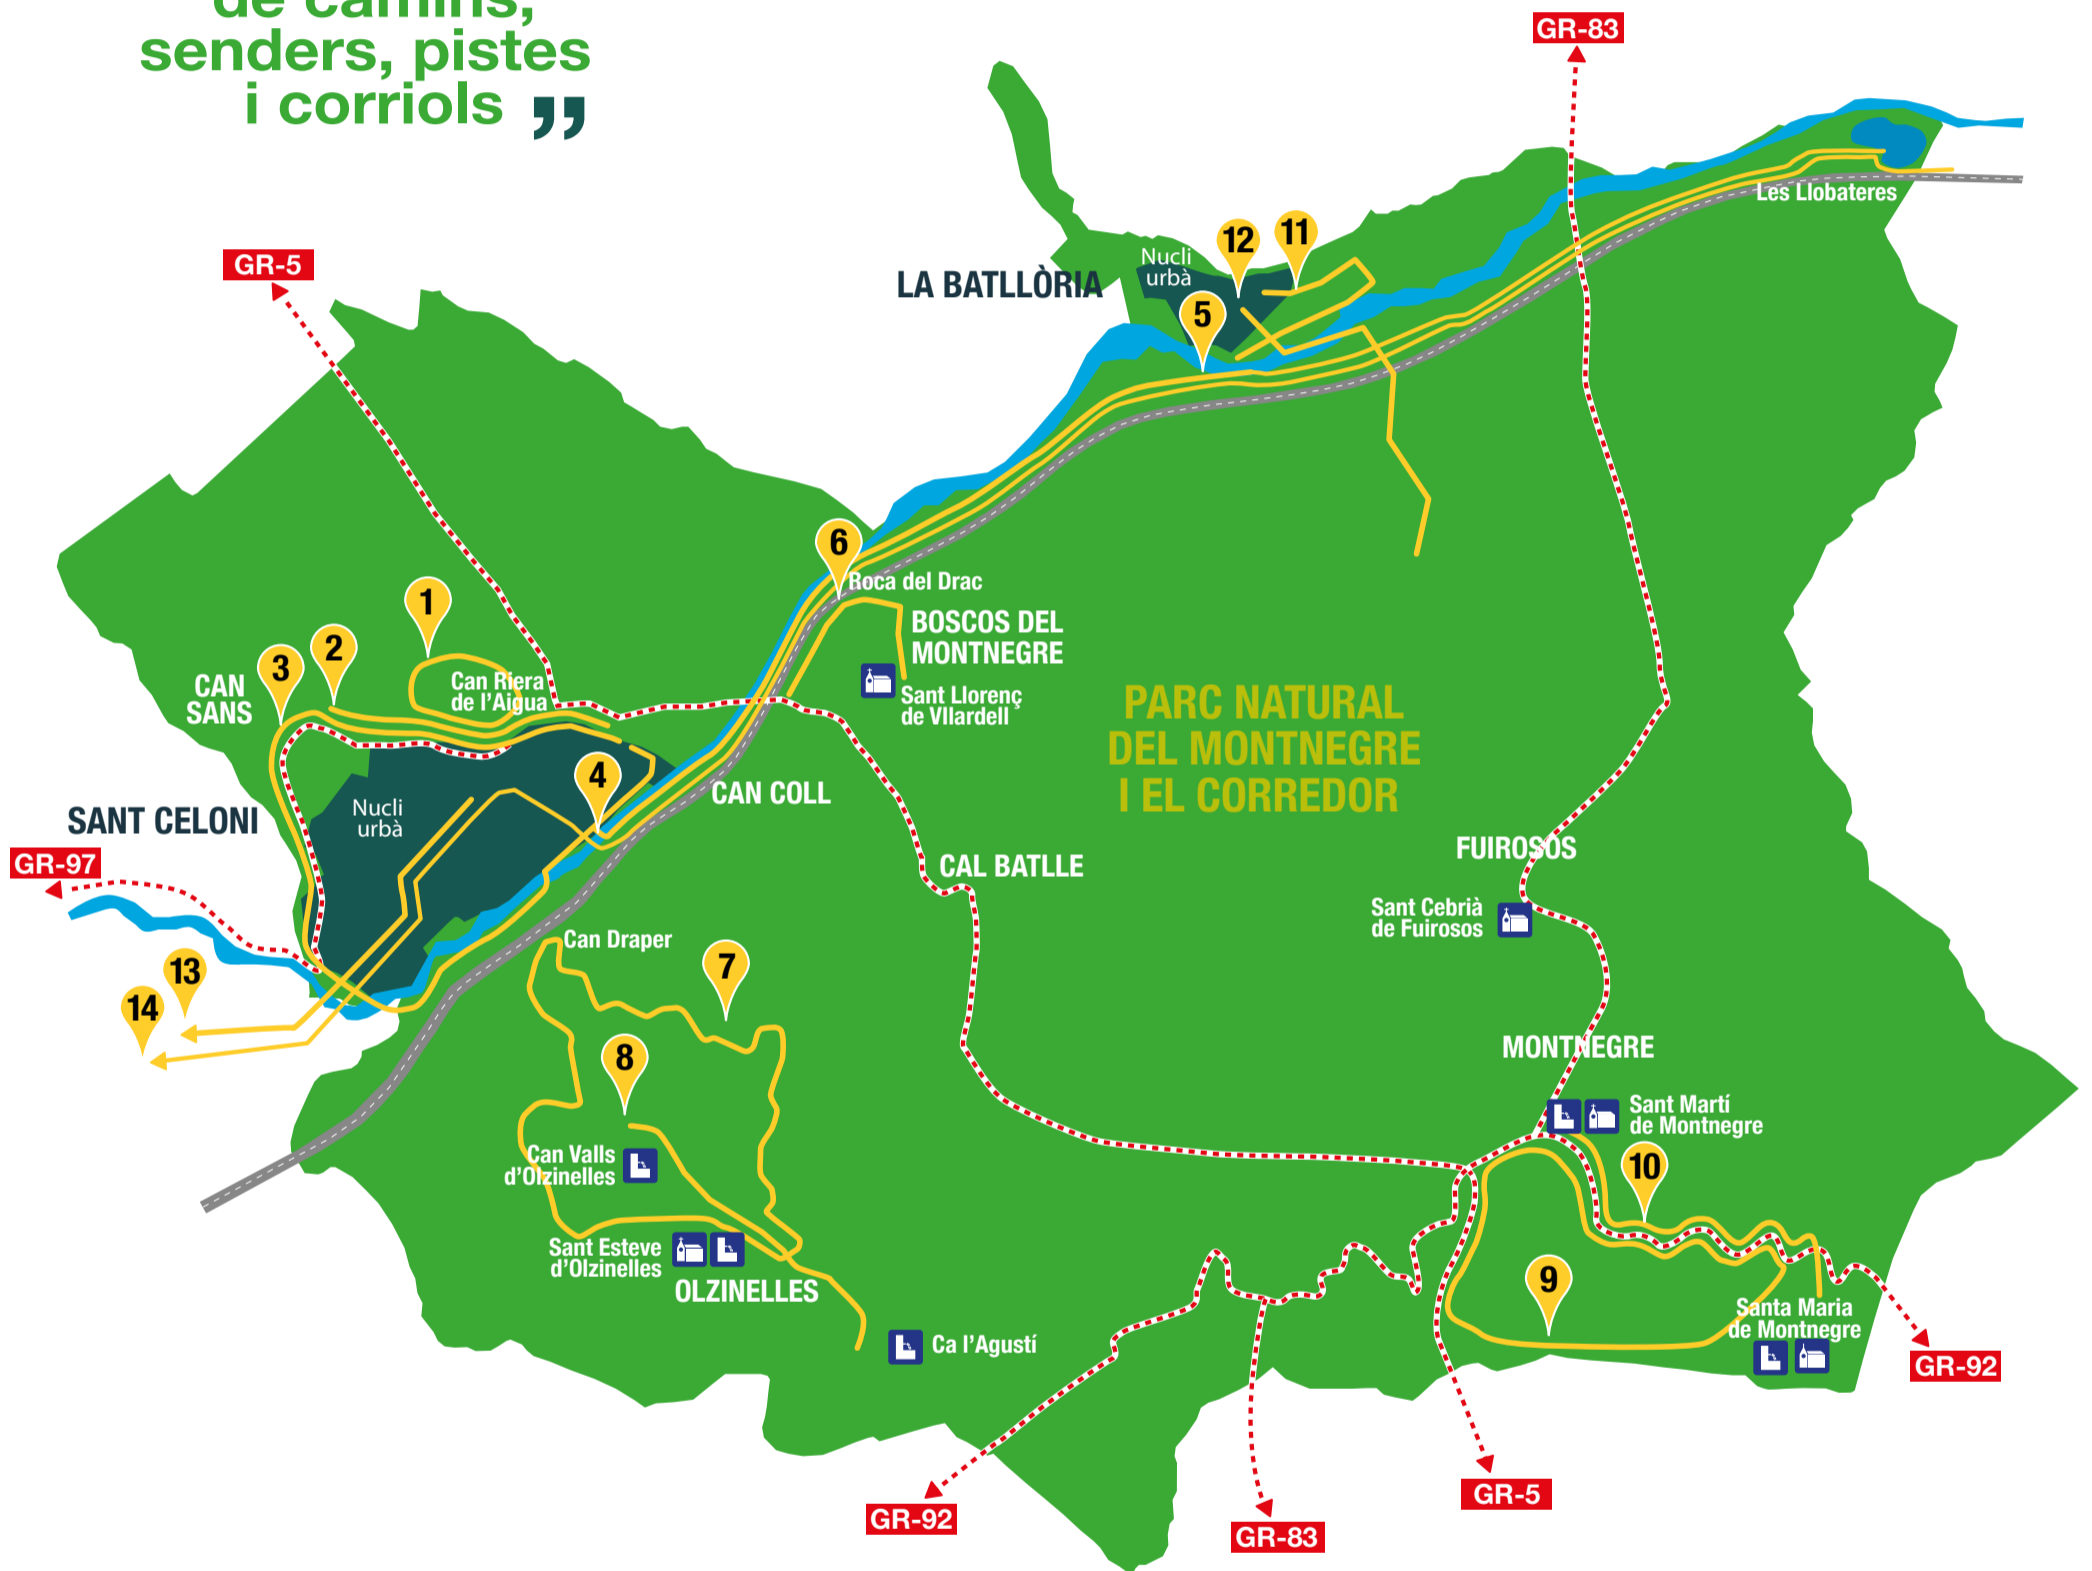 de camins,
senders, pistes
i corriols ”
GR-83
GR-5
Les Llobateres
12
11
Nucli
urbà
LA BATLLÒRIA
5
6
Roca del Drac
BOSCOS DEL
MONTNEGRE
Sant Llorenç
de VIlardell
1
2
3
CAN
SANS
Can Riera
de l’Aigua
PARC NATURAL
DEL MONTNEGRE
I EL CORREDOR
4
CAN COLL
Nucli
urbà
SANT CELONI
GR-97
CAL BATLLE
FUIROSOS
Sant Cebrià
de Fuirosos
13
14
Can Draper
7
8
MONTNEGRE
Sant Martí
de Montnegre
10
Can Valls
d’Olzinelles
Sant Esteve
d’Olzinelles
OLZINELLES
9
Santa Maria
de Montnegre
Ca l’Agustí
GR-92
GR-92
GR-5
GR-83